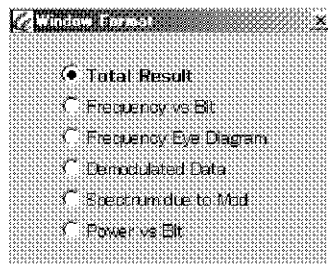 Window Format
Total Result
Frequency vs Bit
Frequency Eye Diagram
Demodulated Data
Spectrum due to Mod
Power vs Bit